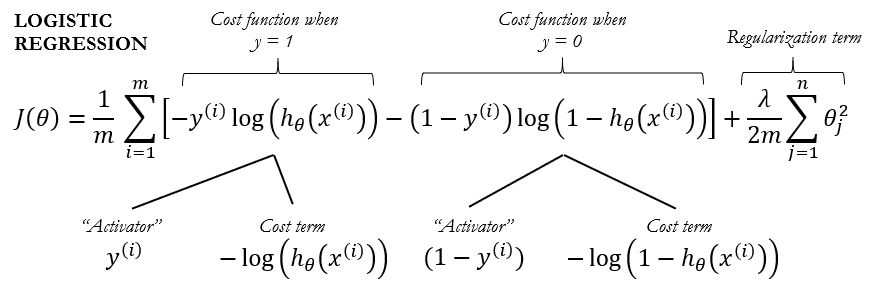 LOGISTIC
REGRESSION
Cost function when
y = 1
Cost function when
y = 0
Regularization term
J(θ) = 1/m ∑_{i=1}^{m} [−y⁽ⁱ⁾ log(h_θ(x⁽ⁱ⁾)) − (1 − y⁽ⁱ⁾) log(1 − h_θ(x⁽ⁱ⁾))] + λ/2m ∑_{j=1}^{n} θ_j^2
“Activator” Cost term “Activator” Cost term
y⁽ⁱ⁾ − log(h_θ(x⁽ⁱ⁾)) (1 − y⁽ⁱ⁾) − log(1 − h_θ(x⁽ⁱ⁾))